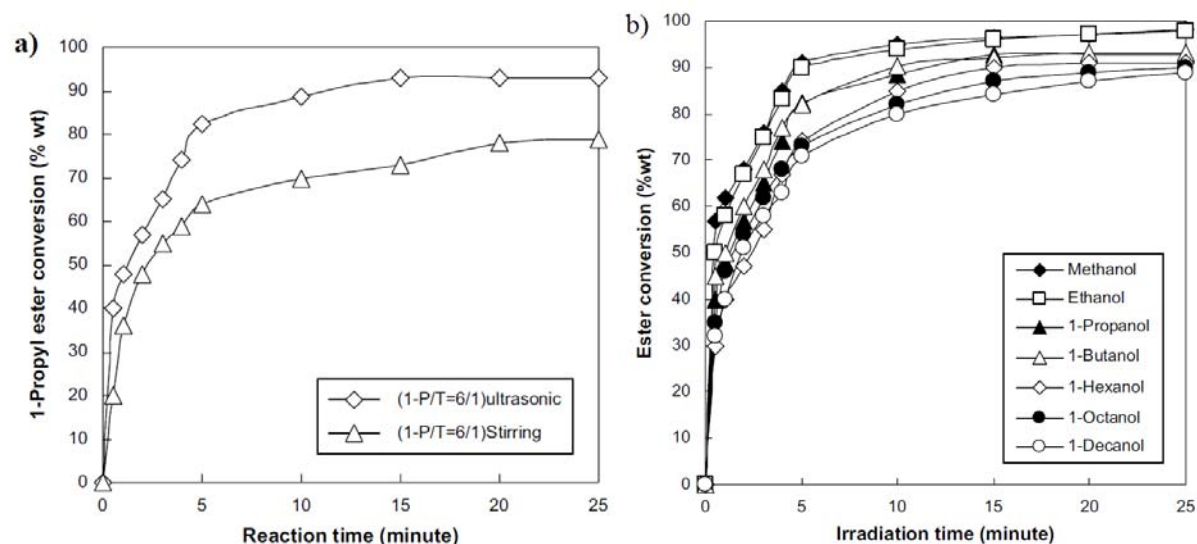 a)
1-Propyl ester conversion (% wt)
100
90
80
70
60
50
40
30
20
10
0
0 5 10 15 20 25
Reaction time (minute)
(1-P/T=6/1)ultrasonic
(1-P/T=6/1)Stirring
b)
Ester conversion (%wt)
100
90
80
70
60
50
40
30
20
10
0
0 5 10 15 20 25
Irradiation time (minute)
Methanol
Ethanol
1-Propanol
1-Butanol
1-Hexanol
1-Octanol
1-Decanol